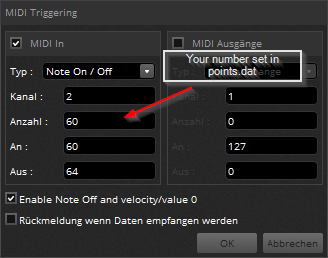 MIDI Triggering
MIDI In
Typ : Note On / Off
Kanal : 2
Anzahl : 60
An : 60
Aus : 64
MIDI Ausgänge
Your number set in
points.dat
Kanal : 1
Anzahl : 0
An : 127
Aus : 0
Enable Note Off and velocity/value 0
Rückmeldung wenn Daten empfangen werden
OK Abbrechen